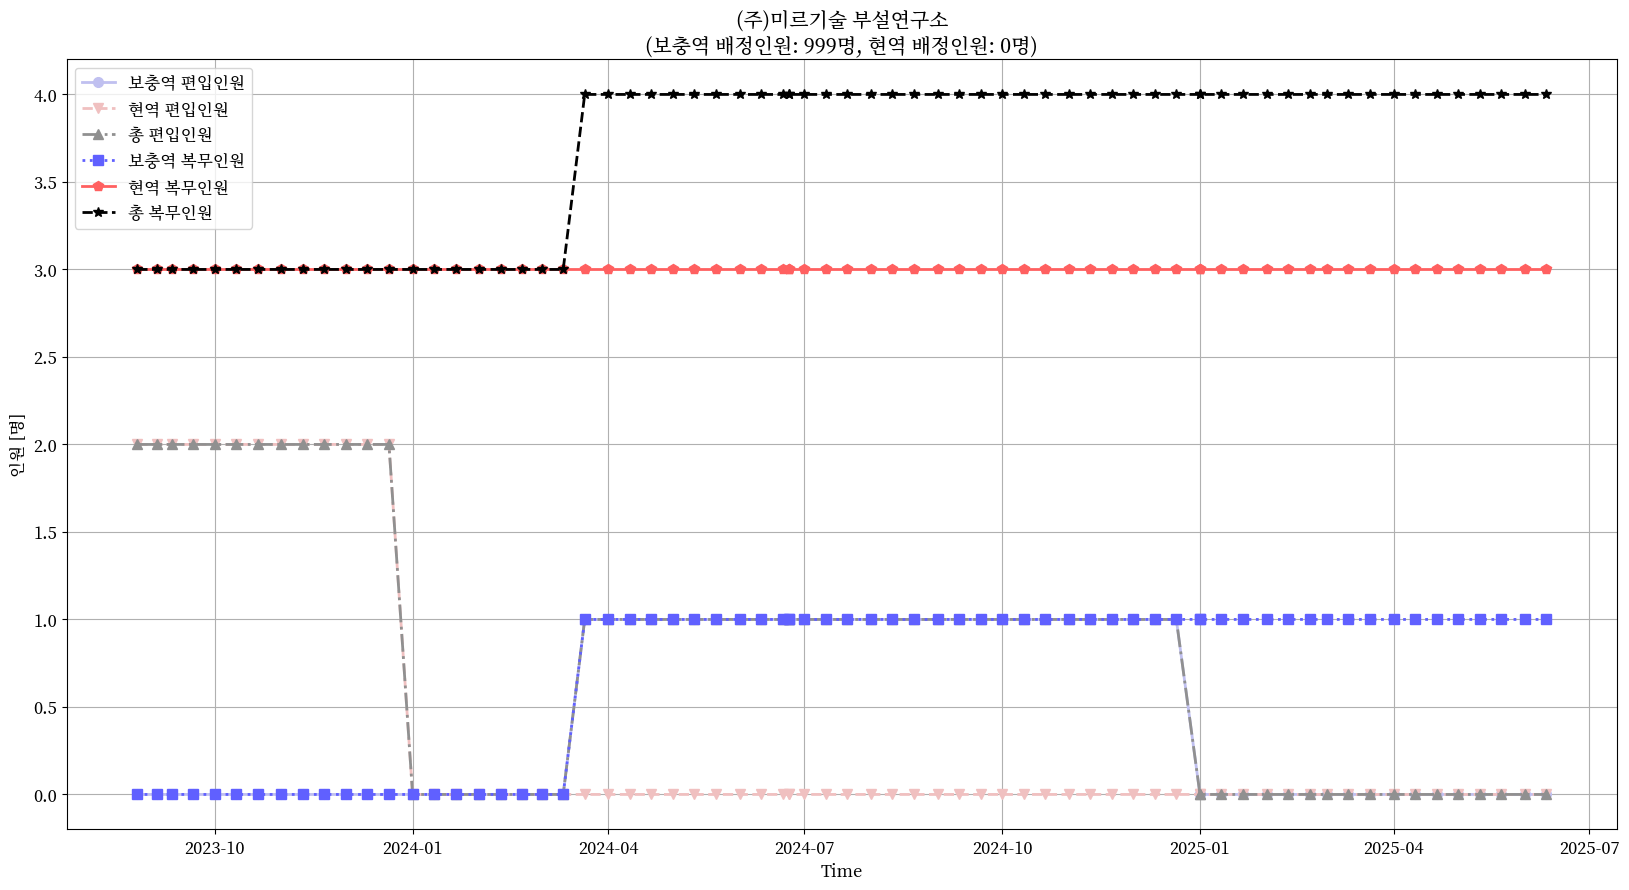 (주)미르기술 부설연구소
(보충역 배정인원: 999명, 현역 배정인원: 0명)
보충역 편입인원
현역 편입인원
총 편입인원
보충역 복무인원
현역 복무인원
총 복무인원
4.0
3.5
3.0
2.5
2.0
1.5
1.0
0.5
0.0
인원 [명]
2023-10 2024-01 2024-04 2024-07 2024-10 2025-01 2025-04 2025-07
Time